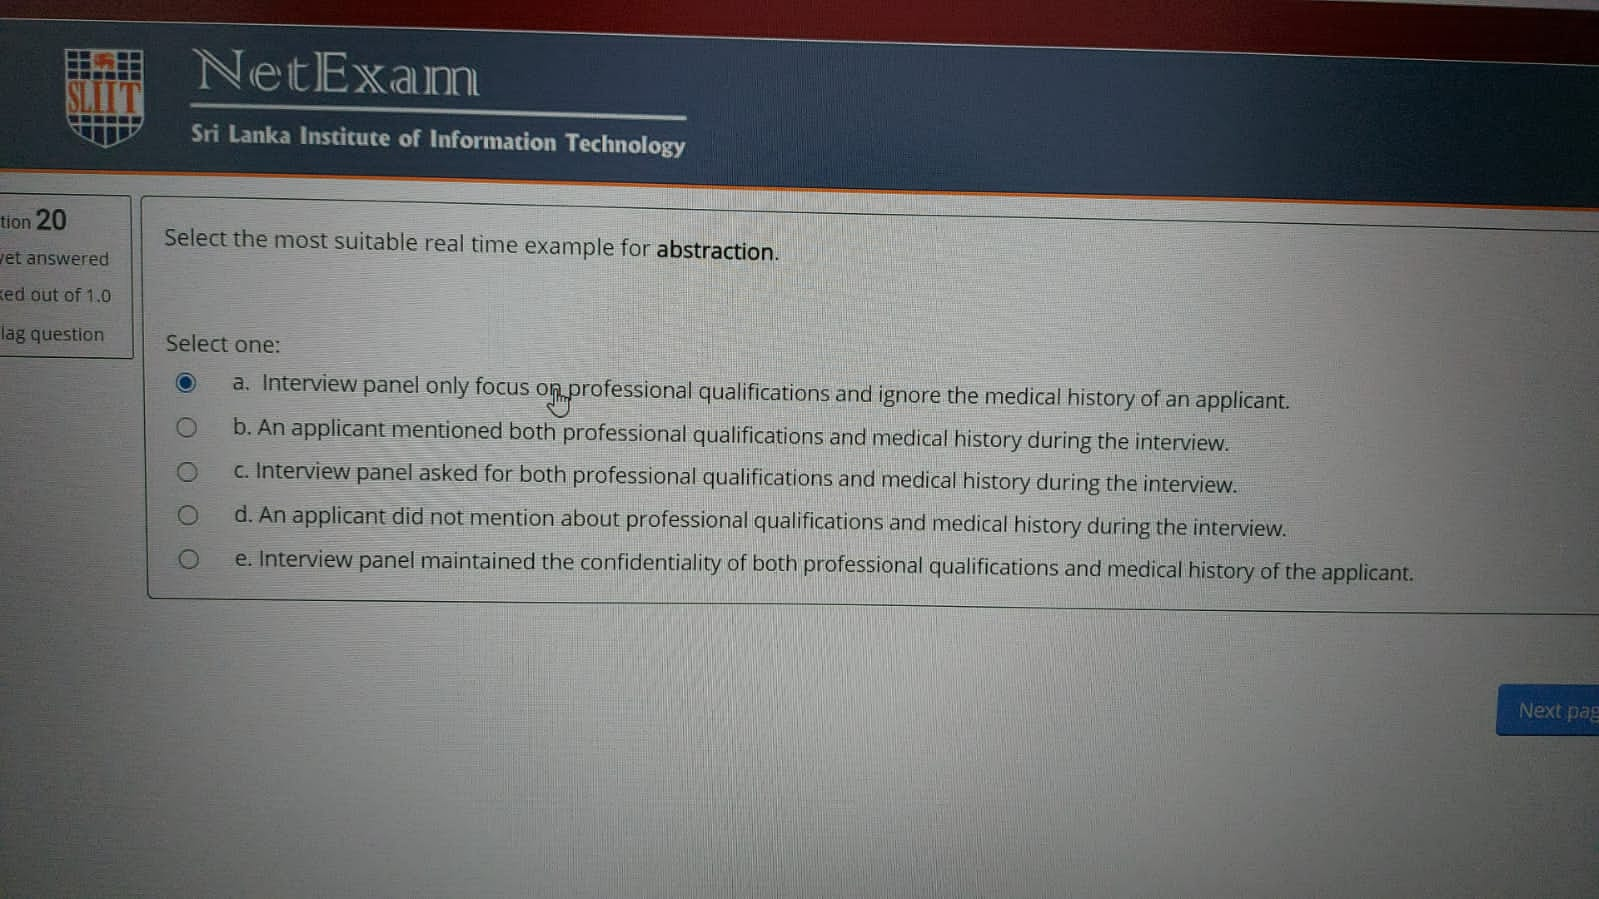 SLIIT
NetExam
Sri Lanka Institute of Information Technology
tion 20
yet answered
ked out of 1.0
lag question
Select the most suitable real time example for abstraction.
Select one:
a. Interview panel only focus on professional qualifications and ignore the medical history of an applicant.
b. An applicant mentioned both professional qualifications and medical history during the interview.
c. Interview panel asked for both professional qualifications and medical history during the interview.
d. An applicant did not mention about professional qualifications and medical history during the interview.
e. Interview panel maintained the confidentiality of both professional qualifications and medical history of the applicant.
Next pag